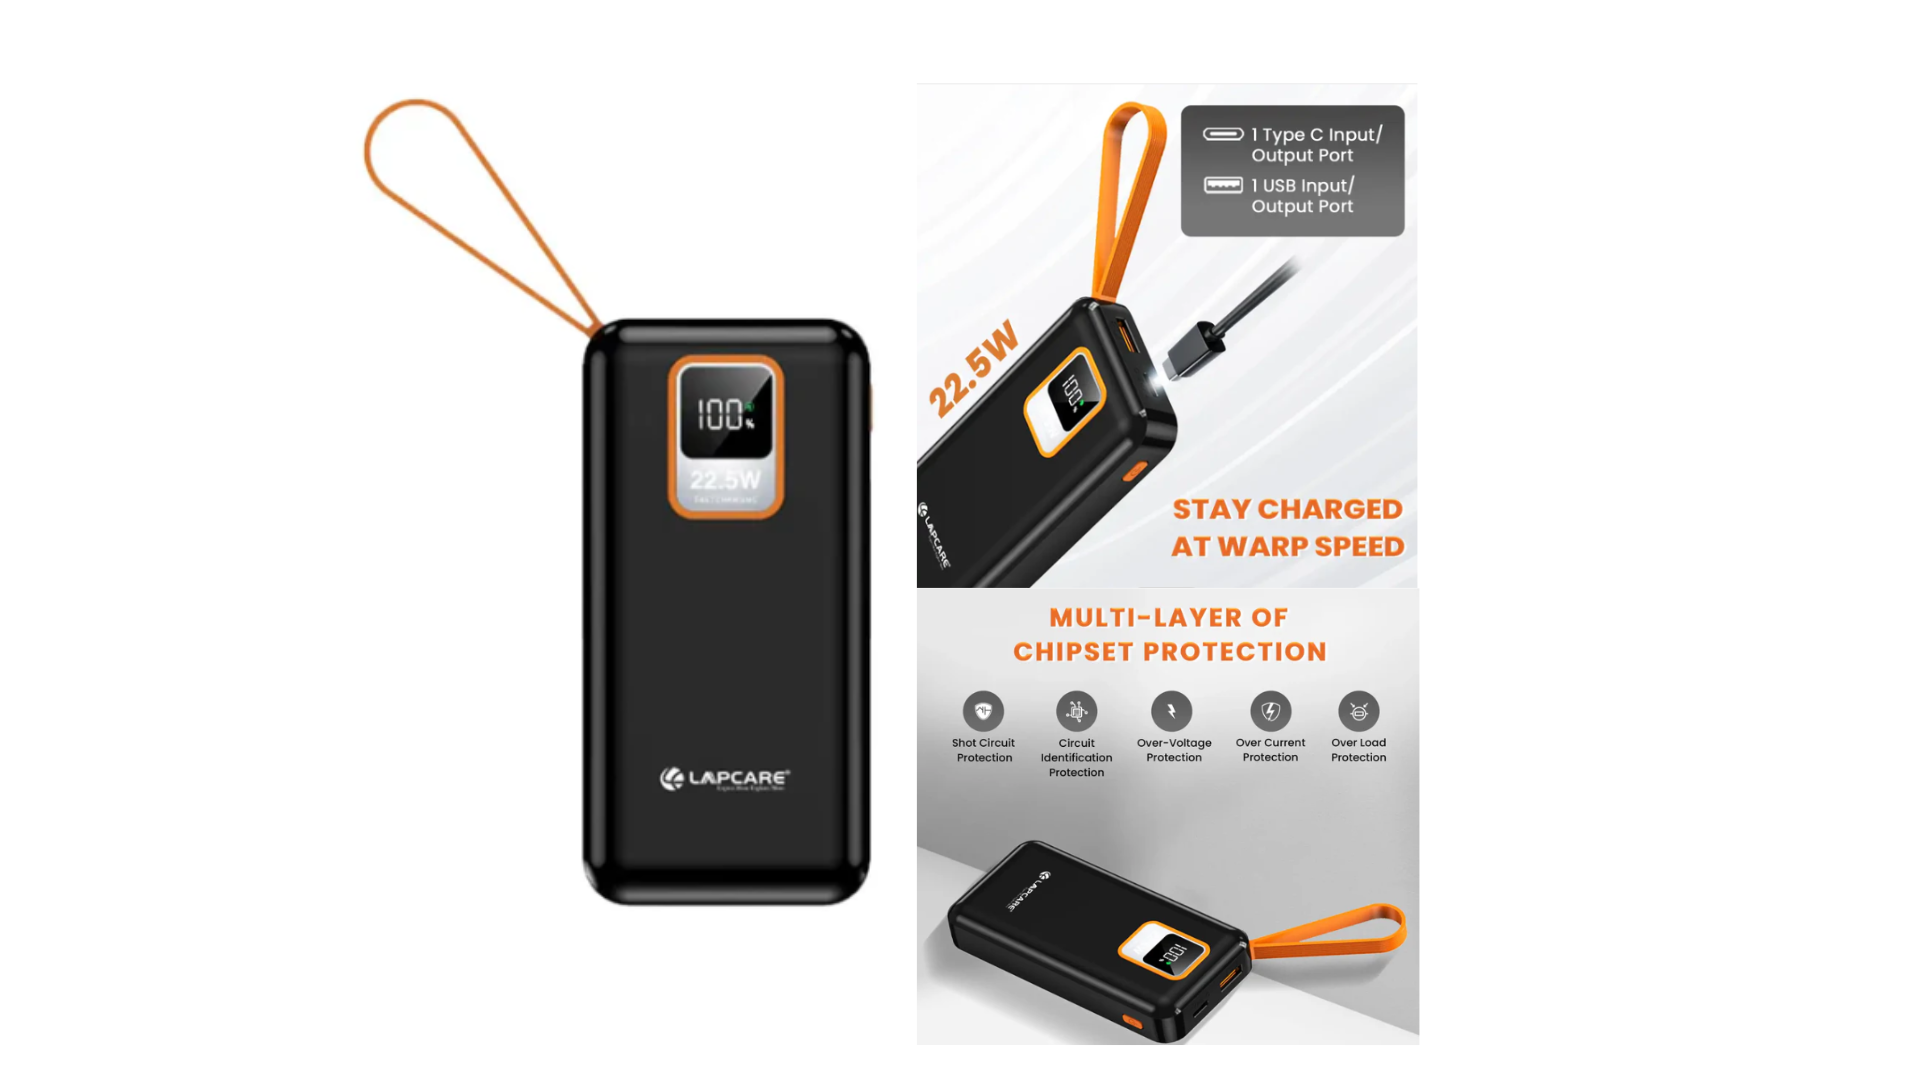 100%
22.5W
LAPCARE
1 Type C Input/
Output Port
1 USB Input/
Output Port
22.5W
100%
LAPCARE
STAY CHARGED
AT WARP SPEED
MULTI-LAYER OF
CHIPSET PROTECTION
Shot Circuit
Protection
Circuit
Identification
Protection
Over-Voltage
Protection
Over Current
Protection
Over Load
Protection
LAPCARE
100%